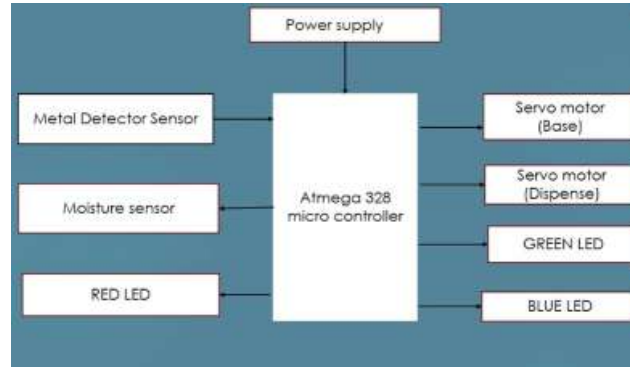 Power supply
Metal Detector Sensor
Moisture sensor
RED LED
Atmega 328
micro controller
Servo motor
(Base)
Servo motor
(Dispense)
GREEN LED
BLUE LED